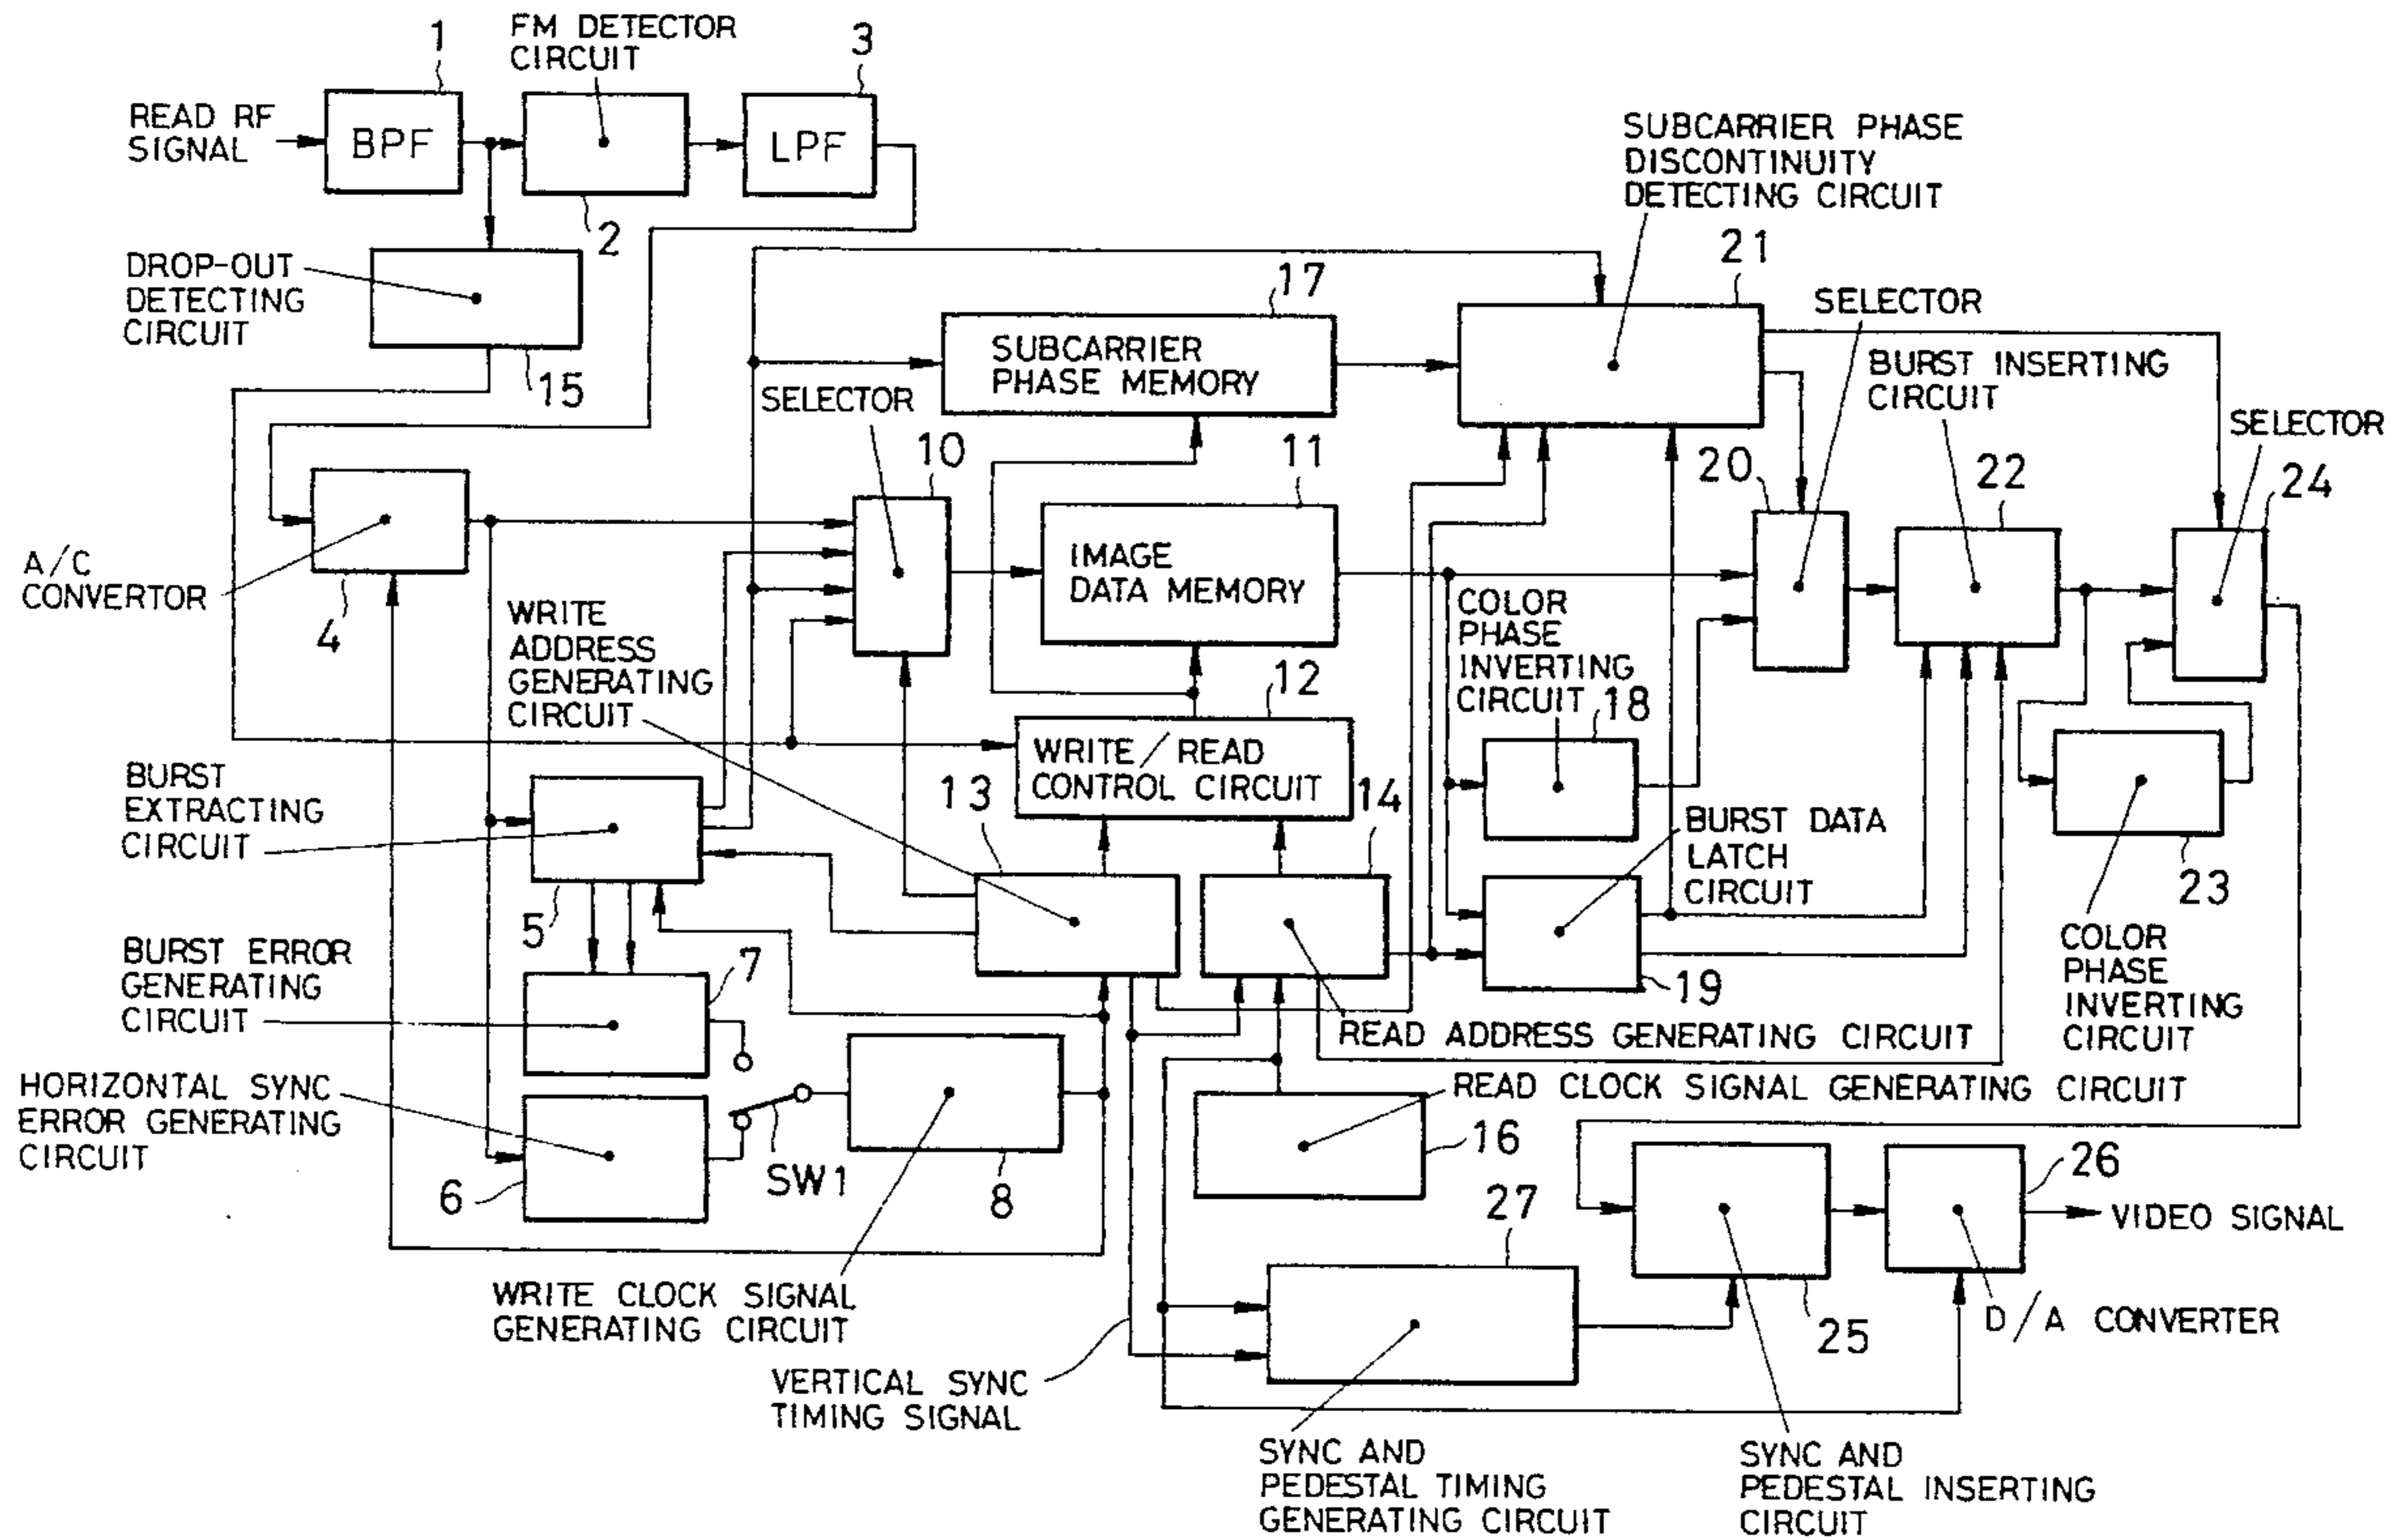 1
FM DETECTOR
CIRCUIT
3
READ RF
SIGNAL
BPF
LPF
2
SUBCARRIER PHASE
DISCONTINUITY
DETECTING CIRCUIT
DROP-OUT
DETECTING
CIRCUIT
15
17
21
SELECTOR
SUBCARRIER
PHASE MEMORY
SELECTOR
BURST INSERTING
CIRCUIT
SELECTOR
10
11
20
22
24
A/C
CONVERTOR
4
IMAGE
DATA MEMORY
WRITE
ADDRESS
GENERATING
CIRCUIT
COLOR
PHASE
INVERTING
CIRCUIT
18
12
WRITE/READ
CONTROL CIRCUIT
BURST
EXTRACTING
CIRCUIT
13
14
BURST DATA
LATCH
CIRCUIT
23
5
BURST ERROR
GENERATING
CIRCUIT
7
19
COLOR
PHASE
INVERTING
CIRCUIT
READ ADDRESS GENERATING CIRCUIT
HORIZONTAL SYNC
ERROR GENERATING
CIRCUIT
READ CLOCK SIGNAL GENERATING CIRCUIT
6
SW1
8
16
26
27
VIDEO SIGNAL
WRITE CLOCK SIGNAL
GENERATING CIRCUIT
25
D/A CONVERTER
VERTICAL SYNC
TIMING SIGNAL
SYNC AND
PEDESTAL TIMING
GENERATING CIRCUIT
SYNC AND
PEDESTAL INSERTING
CIRCUIT